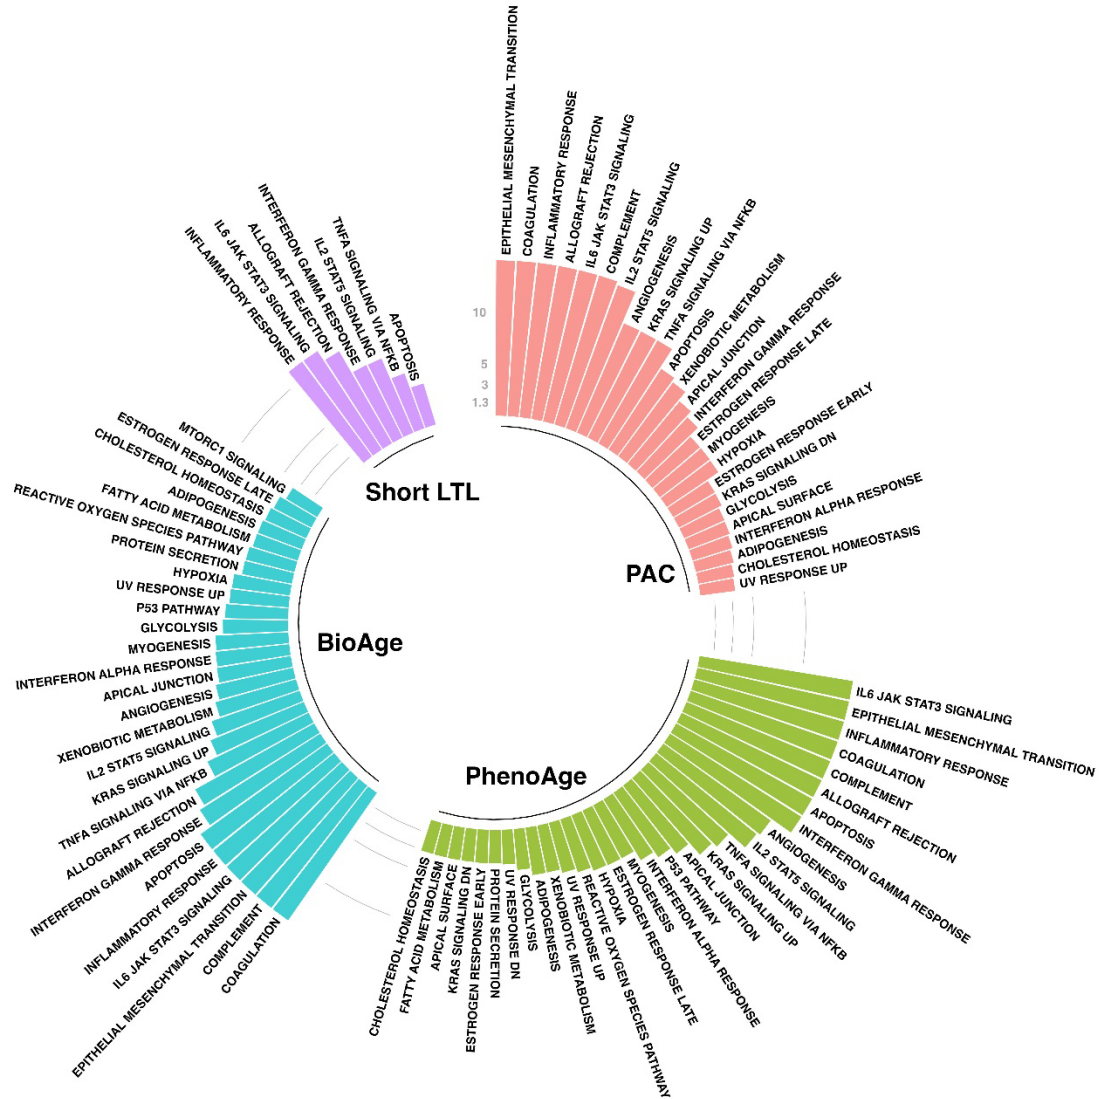 EPITHELIAL MESENCHYMAL TRANSITION
COAGULATION
INFLAMMATORY RESPONSE
ALLOGRAFT REJECTION
IL6 JAK STAT3 SIGNALING
COMPLEMENT
IL2 STAT5 SIGNALING
ANGIOGENESIS
KRAS SIGNALING UP
TNFA SIGNALING VIA NFKB
APOPTOSIS
XENOBIOTIC METABOLISM
APICAL JUNCTION
INTERFERON GAMMA RESPONSE
ESTROGEN RESPONSE LATE
MYOGENESIS
HYPOXIA
ESTROGEN RESPONSE EARLY
KRAS SIGNALING DN
GLYCOLYSIS
APICAL SURFACE
INTERFERON ALPHA RESPONSE
ADIPOGENESIS
CHOLESTEROL HOMEOSTASIS
UV RESPONSE UP
PAC
IL6 JAK STAT3 SIGNALING
EPITHELIAL MESENCHYMAL TRANSITION
INFLAMMATORY RESPONSE
COAGULATION
COMPLEMENT
ALLOGRAFT REJECTION
APOPTOSIS
INTERFERON GAMMA RESPONSE
ANGIOGENESIS
IL2 STAT5 SIGNALING
TNFA SIGNALING VIA NFKB
KRAS SIGNALING UP
APICAL JUNCTION
P53 PATHWAY
INTERFERON ALPHA RESPONSE
MYOGENESIS
ESTROGEN RESPONSE LATE
HYPOXIA
REACTIVE OXYGEN SPECIES PATHWAY
UV RESPONSE UP
XENOBIOTIC METABOLISM
ADIPOGENESIS
GLYCOLYSIS
UV RESPONSE DN
PROTEIN SECRETION
ESTROGEN RESPONSE EARLY
KRAS SIGNALING DN
APICAL SURFACE
FATTY ACID METABOLISM
CHOLESTEROL HOMEOSTASIS
PhenoAge
COAGULATION
COMPLEMENT
EPITHELIAL MESENCHYMAL TRANSITION
IL6 JAK STAT3 SIGNALING
INFLAMMATORY RESPONSE
APOPTOSIS
INTERFERON GAMMA RESPONSE
ALLOGRAFT REJECTION
TNFA SIGNALING VIA NFKB
KRAS SIGNALING UP
IL2 STAT5 SIGNALING
XENOBIOTIC METABOLISM
ANGIOGENESIS
APICAL JUNCTION
INTERFERON ALPHA RESPONSE
MYOGENESIS
GLYCOLYSIS
P53 PATHWAY
UV RESPONSE UP
HYPOXIA
PROTEIN SECRETION
REACTIVE OXYGEN SPECIES PATHWAY
FATTY ACID METABOLISM
ADIPOGENESIS
CHOLESTEROL HOMEOSTASIS
ESTROGEN RESPONSE LATE
MTORC1 SIGNALING
BioAge
INFLAMMATORY RESPONSE
IL6 JAK STAT3 SIGNALING
ALLOGRAFT REJECTION
INTERFERON GAMMA RESPONSE
IL2 STAT5 SIGNALING
TNFA SIGNALING VIA NFKB
APOPTOSIS
Short LTL
10
5
3
1.3